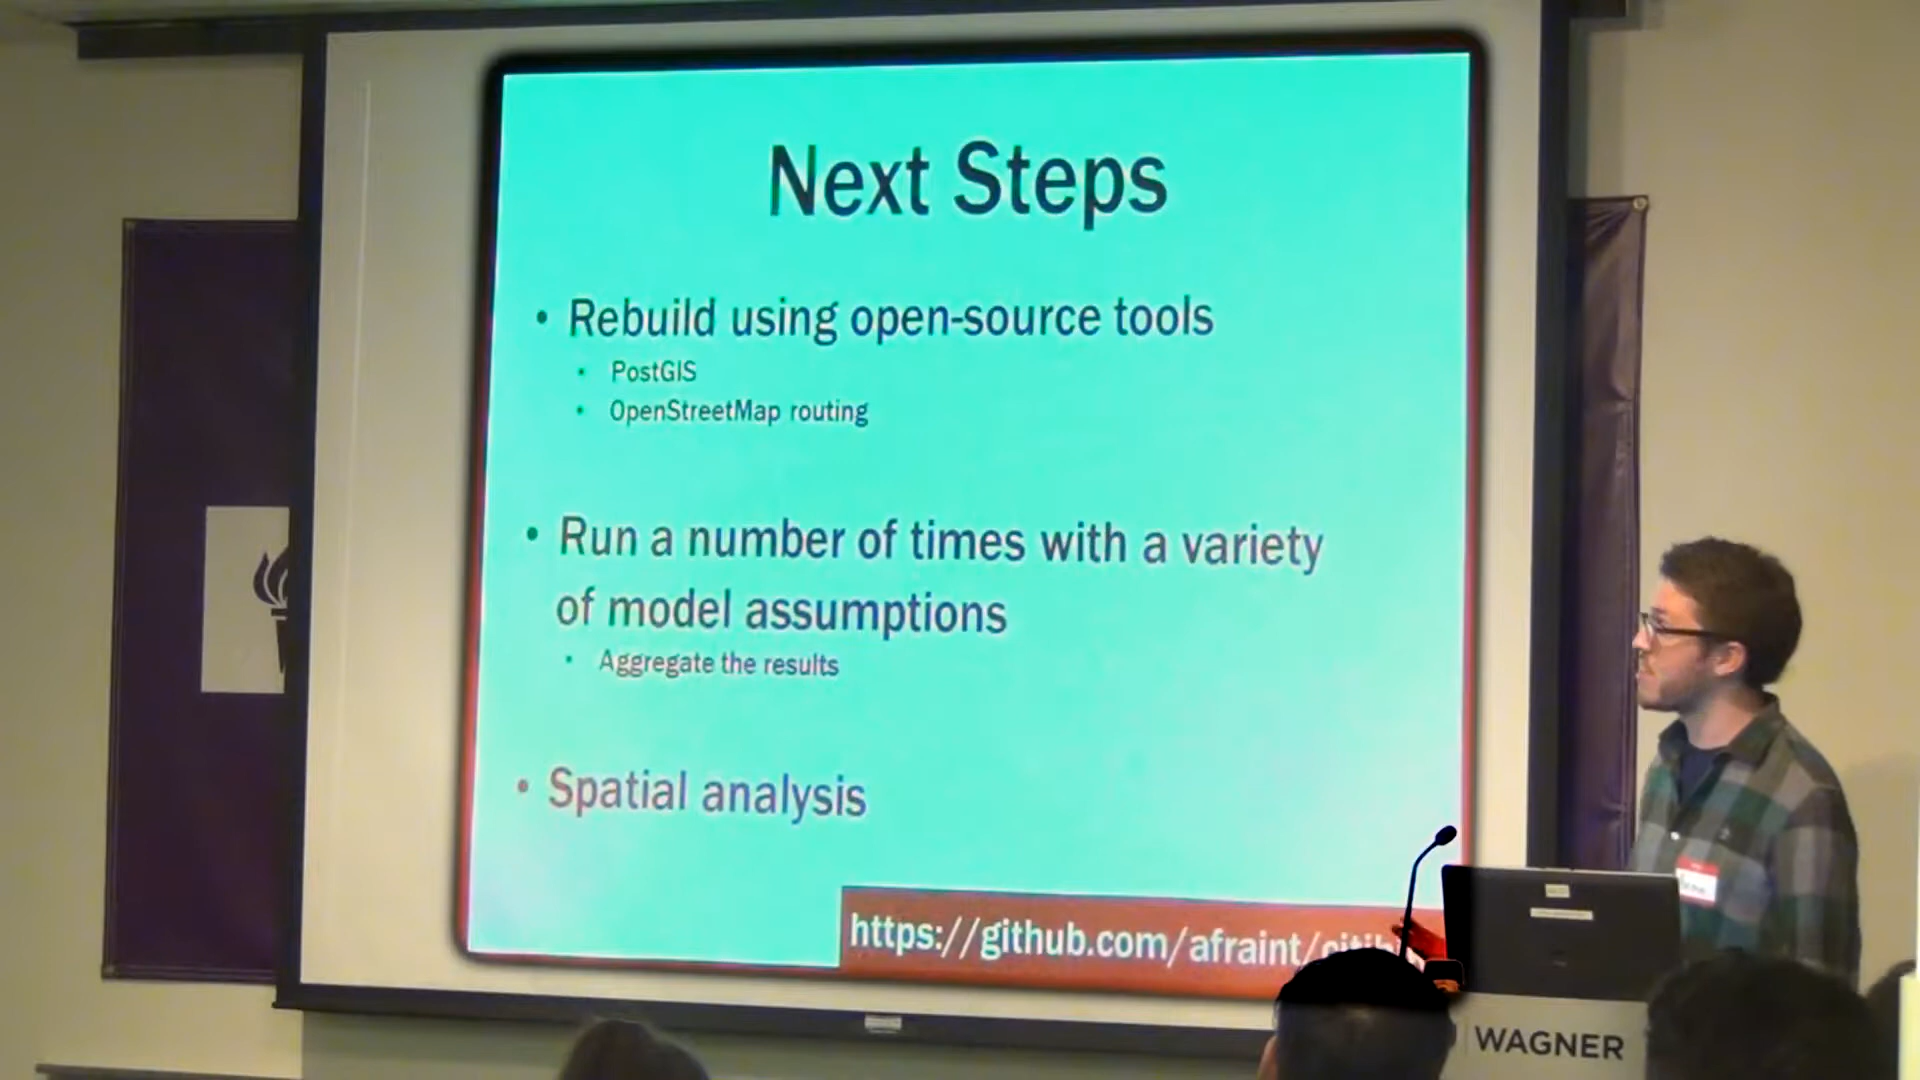 Next Steps
• Rebuild using open-source tools
• PostGIS
• OpenStreetMap routing
• Run a number of times with a variety
of model assumptions
• Aggregate the results
• Spatial analysis
https://github.com/afraint/
WAGNER